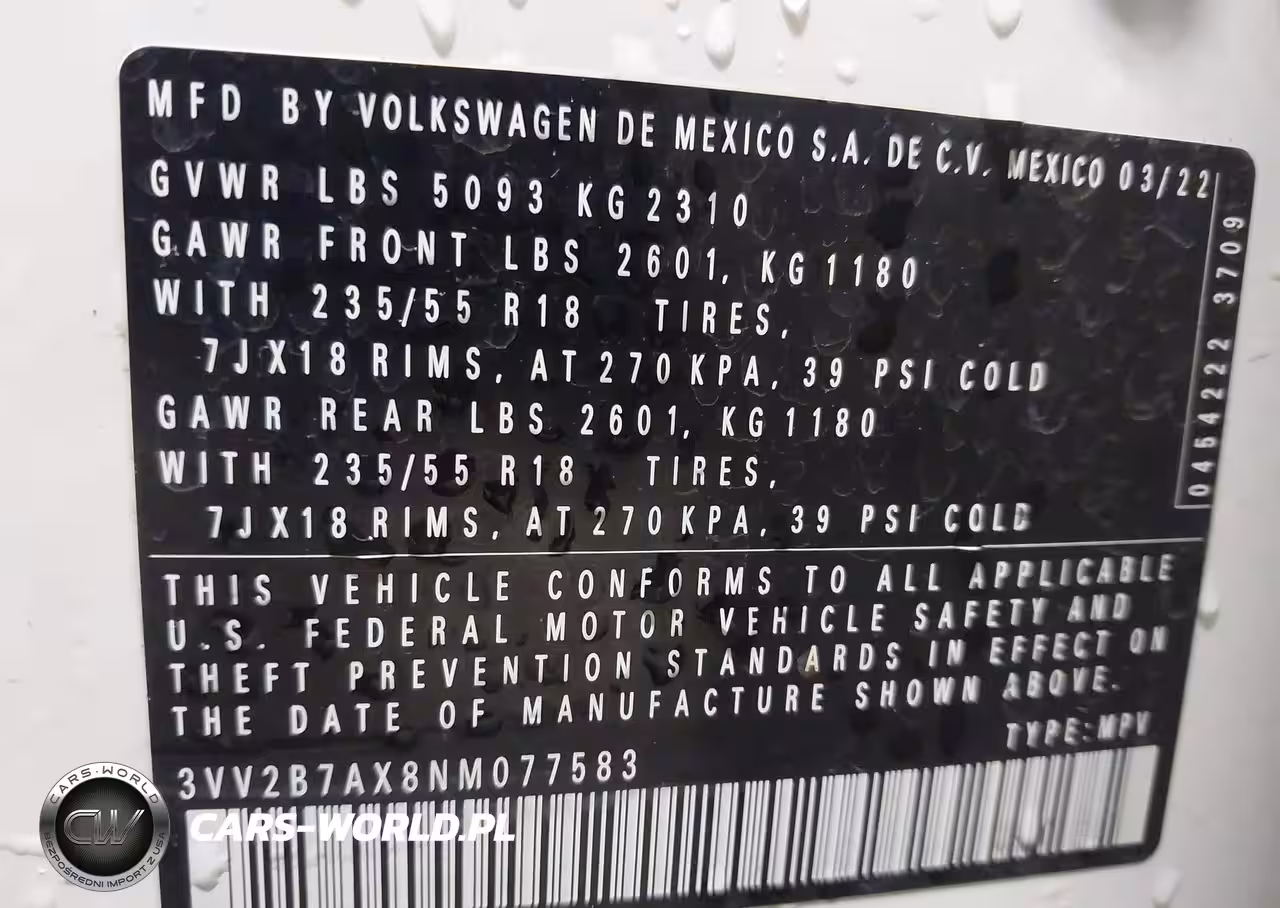 MFD BY VOLKSWAGEN DE MEXICO S.A. DE C.V. MEXICO 03/22
GVWR LBS 5093 KG 2310
GAWR FRONT LBS 2601, KG 1180
WITH 235/55 R18 TIRES,
7JX18 RIMS, AT 270 KPA, 39 PSI COLD
GAWR REAR LBS 2601, KG 1180
WITH 235/55 R18 TIRES,
7JX18 RIMS, AT 270 KPA, 39 PSI COLD
0454222 3709
THIS VEHICLE CONFORMS TO ALL APPLICABLE
U.S. FEDERAL MOTOR VEHICLE SAFETY AND
THEFT PREVENTION STANDARDS IN EFFECT ON
THE DATE OF MANUFACTURE SHOWN ABOVE.
TYPE: MPV
3VV2B7AX8NM077583
CARS-WORLD
CW
BEZPOŚREDNI IMPORT Z USA
CARS-WORLD.PL